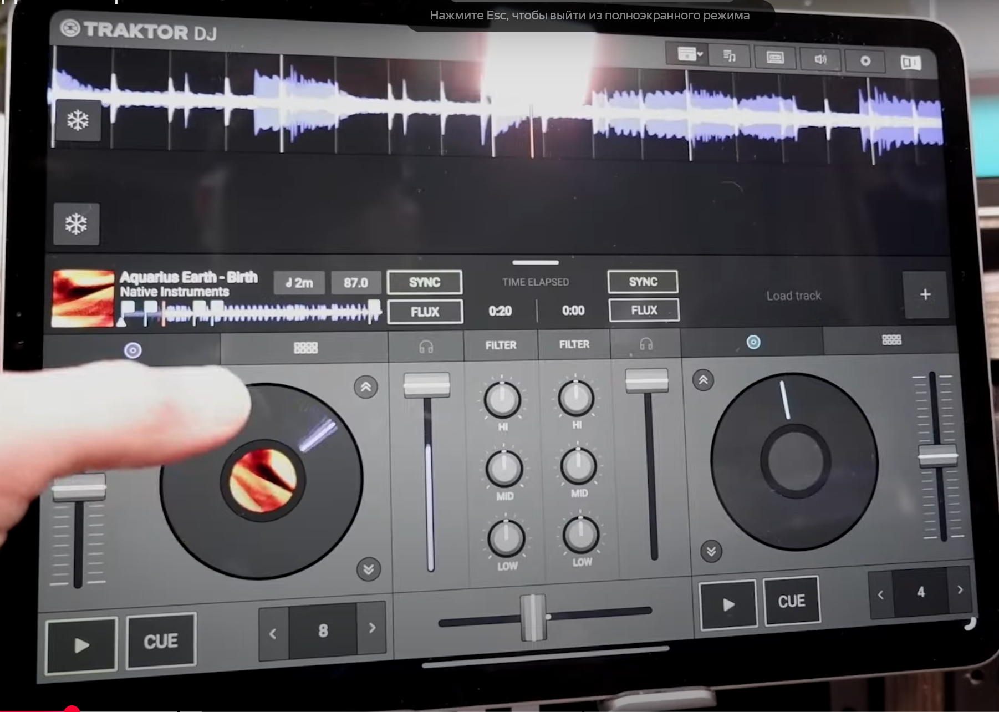 Нажмите Esc, чтобы выйти из полноэкранного режима
TRAKTOR DJ
Aquarius Earth - Birth
Native Instruments
2m
87.0
SYNC
FLUX
TIME ELAPSED
0:20
0:00
SYNC
FLUX
Load track
+
FILTER
FILTER
HI
HI
MID
MID
LOW
LOW
CUE
8
CUE
4